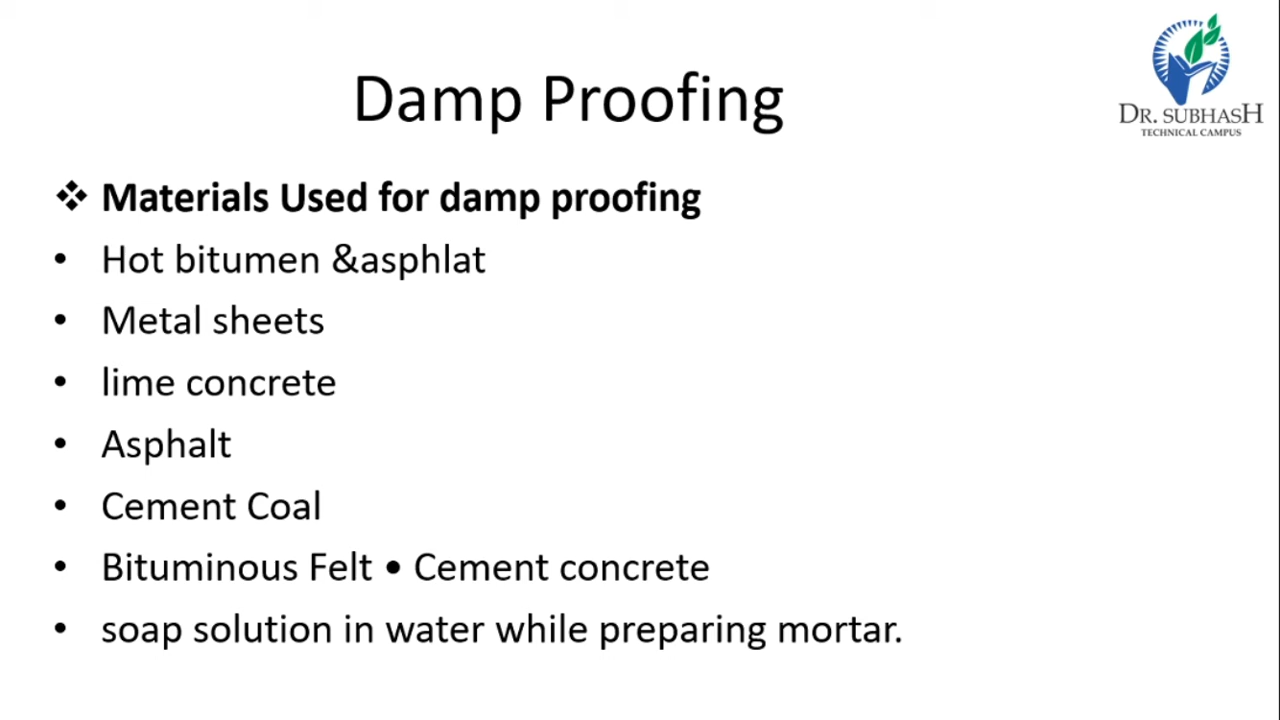 DR. SUBHASH
TECHNICAL CAMPUS
Damp Proofing
❖ Materials Used for damp proofing
• Hot bitumen &asphlat
• Metal sheets
• lime concrete
• Asphalt
• Cement Coal
• Bituminous Felt • Cement concrete
• soap solution in water while preparing mortar.